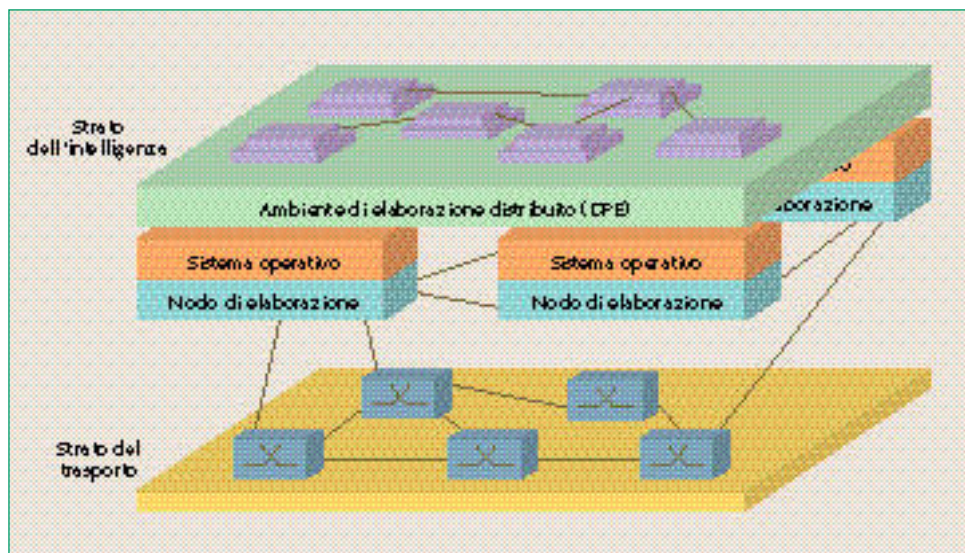 Strato
dell'intelligenza
Ambiente di elaborazione distribuito (DPE)
Sistema operativo
Nodo di elaborazione
Sistema operativo
Nodo di elaborazione
Strato del
trasporto